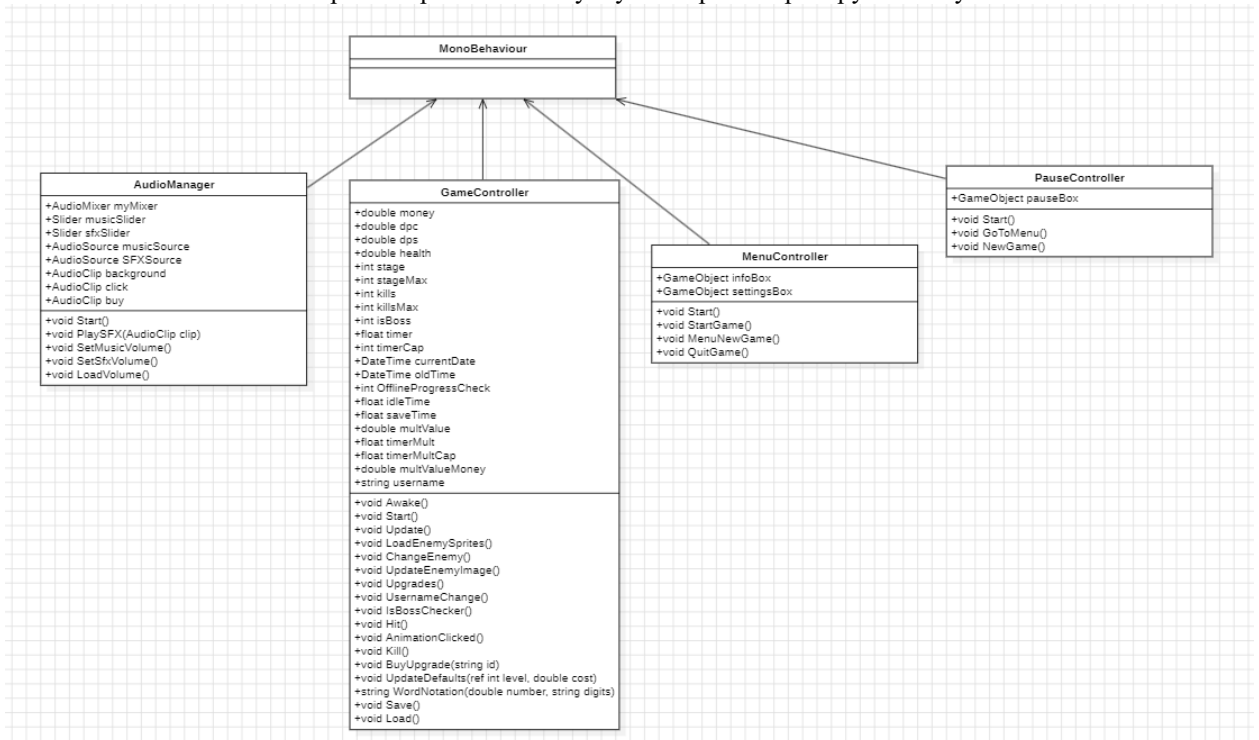 MonoBehaviour
AudioManager
+AudioMixer myMixer
+Slider musicSlider
+Slider sfxSlider
+AudioSource musicSource
+AudioSource SFXSource
+AudioClip background
+AudioClip click
+AudioClip buy
+void Start()
+void PlaySFX(AudioClip clip)
+void SetMusicVolume()
+void SetSfxVolume()
+void LoadVolume()
GameController
+double money
+double dpc
+double dps
+double health
+int stage
+int stageMax
+int kills
+int killsMax
+int isBoss
+float timer
+int timerCap
+DateTime currentDate
+DateTime oldTime
+int OfflineProgressCheck
+float idleTime
+float saveTime
+double multValue
+float timerMult
+float timerMultCap
+double multValueMoney
+string username
+void Awake()
+void Start()
+void Update()
+void LoadEnemySprites()
+void ChangeEnemy()
+void UpdateEnemyImage()
+void Upgrades()
+void UsernameChange()
+void IsBossChecker()
+void Hit()
+void AnimationClicked()
+void Kill()
+void BuyUpgrade(string id)
+void UpdateDefaults(ref int level, double cost)
+string WordNotation(double number, string digits)
+void Save()
+void Load()
MenuController
+GameObject infoBox
+GameObject settingsBox
+void Start()
+void StartGame()
+void MenuNewGame()
+void QuitGame()
PauseController
+GameObject pauseBox
+void Start()
+void GoToMenu()
+void NewGame()